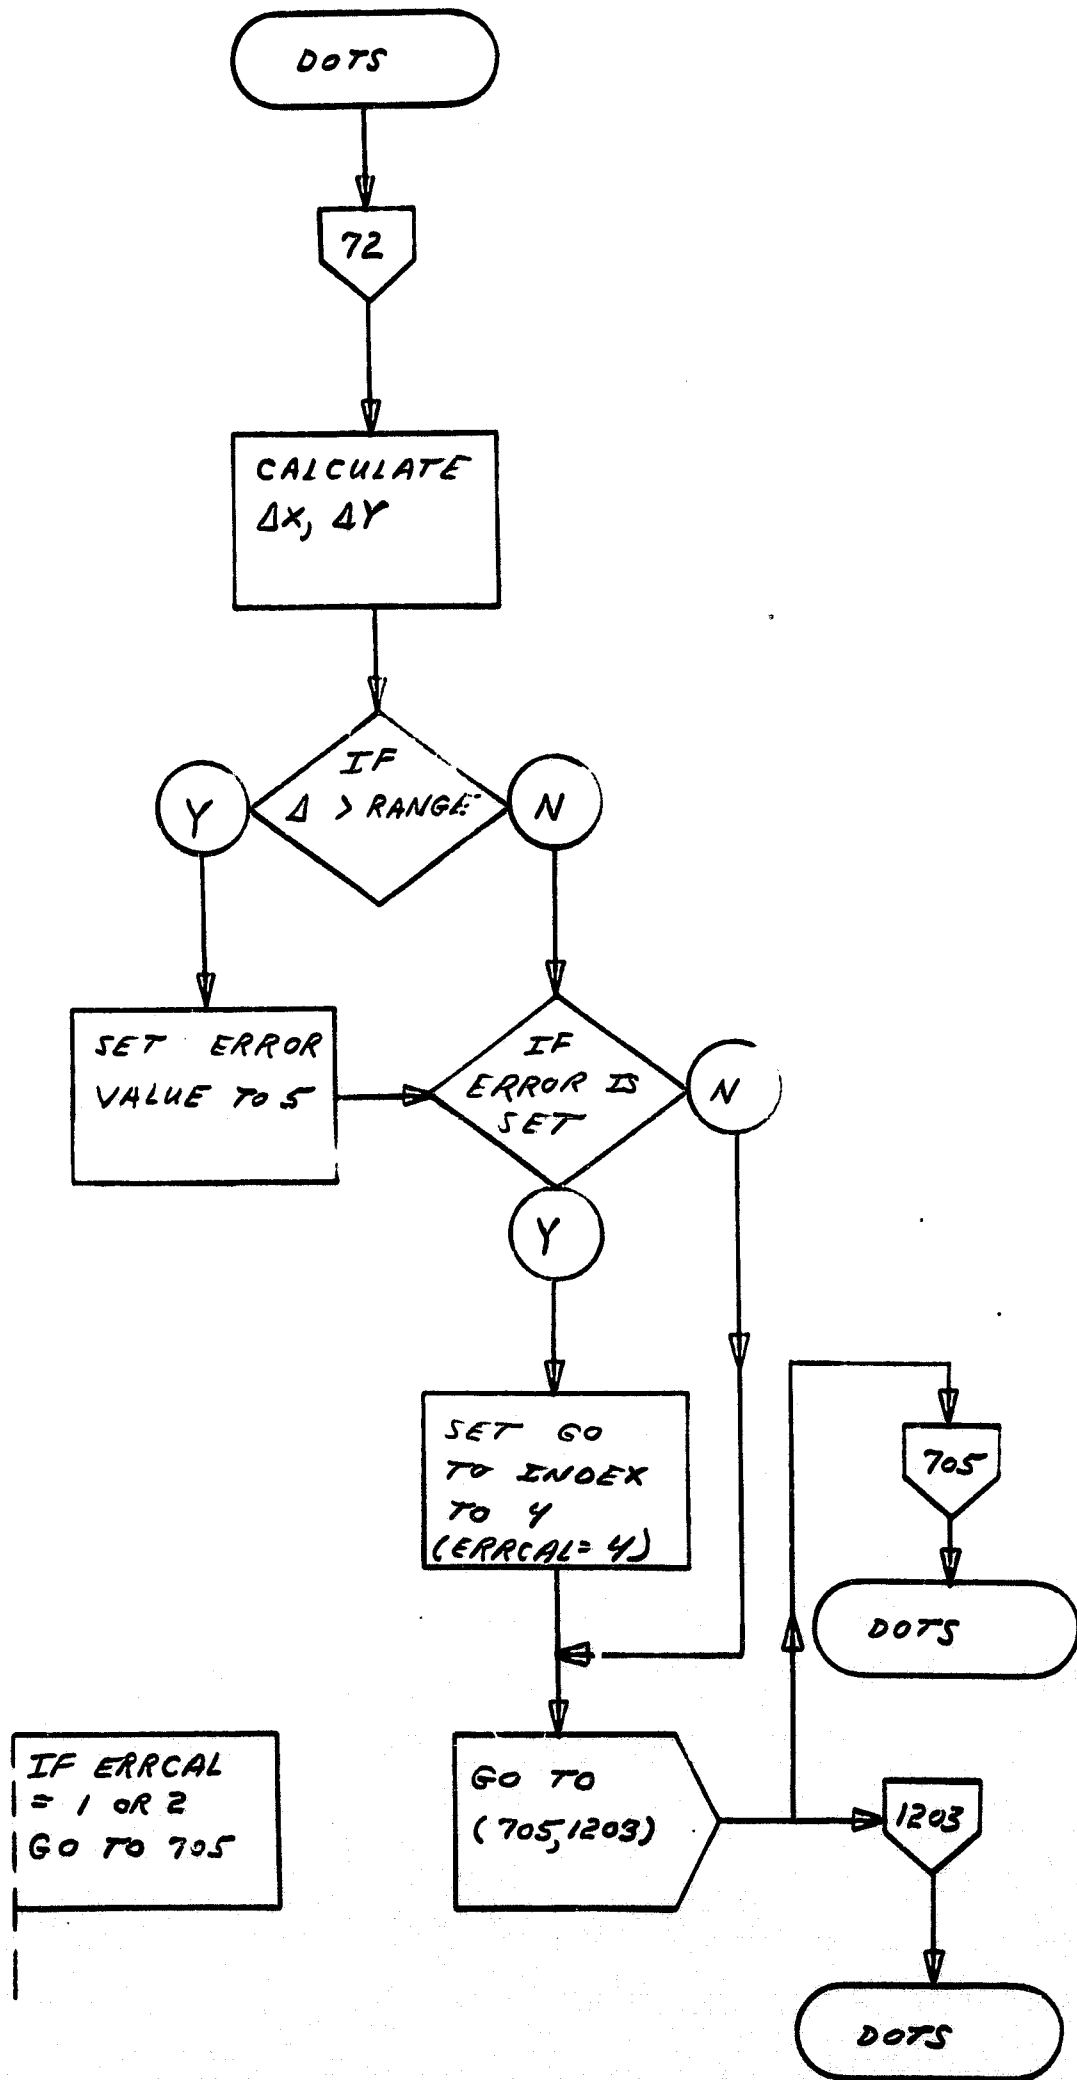 DOTS
72
CALCULATE
ΔX, ΔY
IF
Δ > RANGE
Y
N
SET ERROR
VALUE TO 5
IF
ERROR IS
SET
N
Y
SET GO
TO INDEX
TO 4
(ERRCAL = 4)
705
DOTS
IF ERRCAL
= 1 OR 2
GO TO 705
GO TO
(705,1203)
1203
DOTS